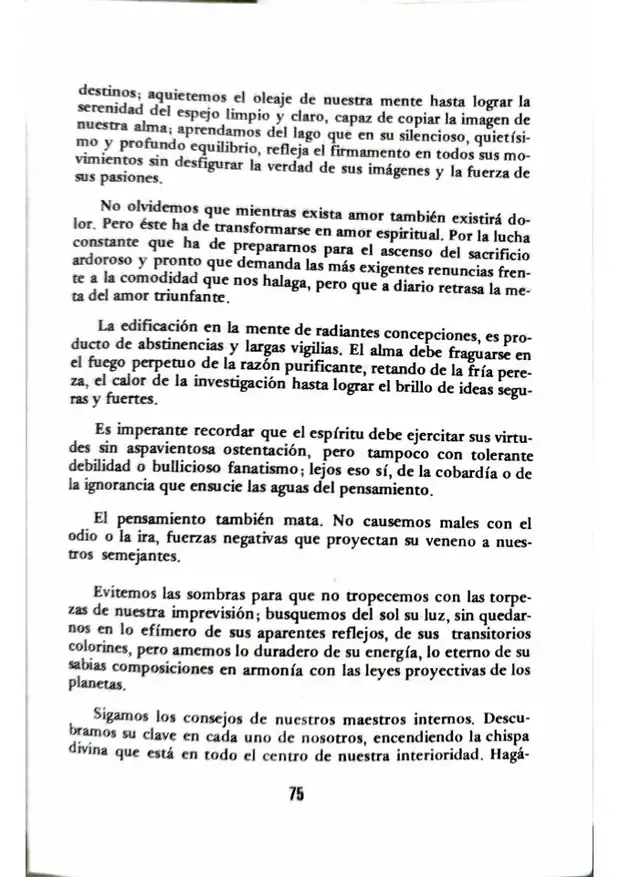 destinos; aquietemos el oleaje de nuestra mente hasta lograr la
serenidad del espejo limpio y claro, capaz de copiar la imagen de
nuestra alma; aprendamos del lago que en su silencioso, quietísi-
mo y profundo equilibrio, refleja el firmamento en todos sus mo-
vimientos sin desfigurar la verdad de sus imágenes y la fuerza de
sus pasiones.
No olvidemos que mientras exista amor también existirá do-
lor. Pero éste ha de transformarse en amor espiritual. Por la lucha
constante que ha de prepararnos para el ascenso del sacrificio
ardoroso y pronto que demanda las más exigentes renuncias fren-
te a la comodidad que nos halaga, pero que a diario retrasa la me-
ta del amor triunfante.
La edificación en la mente de radiantes concepciones, es pro-
ducto de abstinencias y largas vigilias. El alma debe fraguarse en
el fuego perpetuo de la razón purificante, retando de la fría pere-
za, el calor de la investigación hasta lograr el brillo de ideas segu-
ras y fuertes.
Es imperante recordar que el espíritu debe ejercitar sus virtu-
des sin aspavientosa ostentación, pero tampoco con tolerante
debilidad o bullicioso fanatismo; lejos eso sí, de la cobardía o de
la ignorancia que ensucie las aguas del pensamiento.
El pensamiento también mata. No causemos males con el
odio o la ira, fuerzas negativas que proyectan su veneno a nues-
tros semejantes.
Evitemos las sombras para que no tropecemos con las torpe-
zas de nuestra imprevisión; busquemos del sol su luz, sin quedar-
nos en lo efímero de sus aparentes reflejos, de sus transitorios
colorines, pero amemos lo duradero de su energía, lo eterno de su
sabias composiciones en armonía con las leyes proyectivas de los
planetas.
Sigamos los consejos de nuestros maestros internos. Descu-
bramos su clave en cada uno de nosotros, encendiendo la chispa
divina que está en todo el centro de nuestra interioridad. Hagá-
75